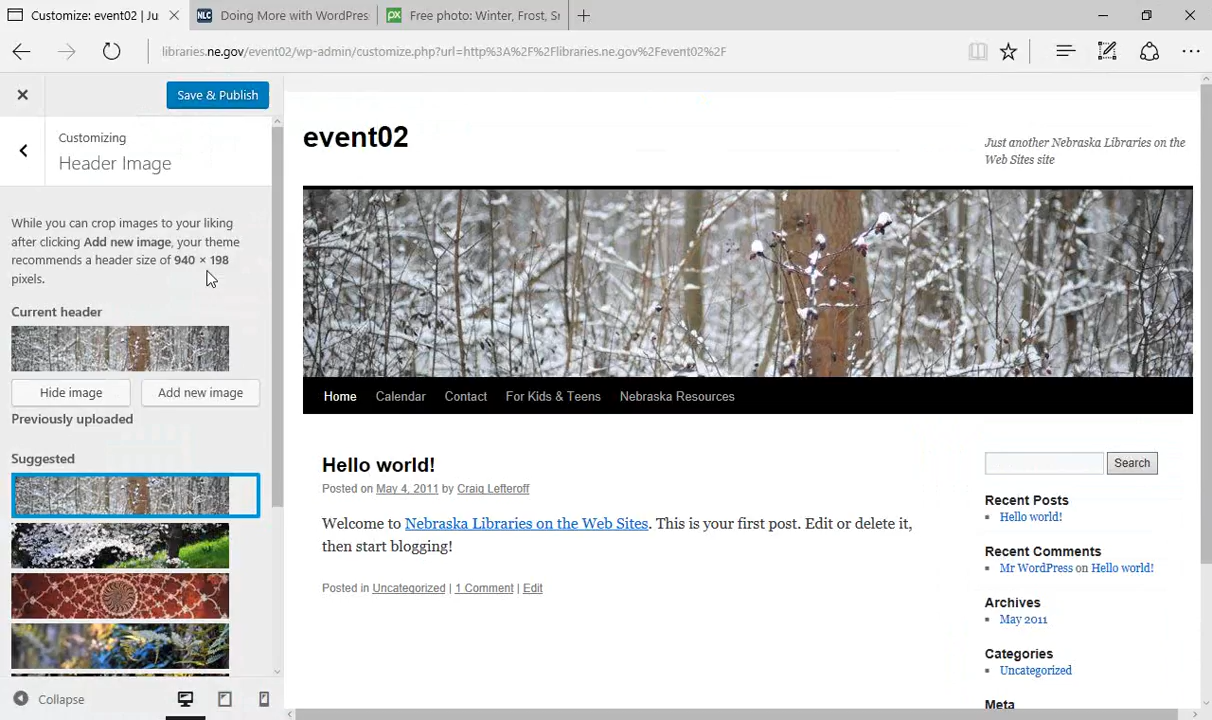 Customize: event02 | Ju
NLC
Doing More with WordPress
PX
Free photo: Winter, Frost, Sn
libraries.ne.gov/event02/wp-admin/customize.php?url=http%3A%2F%2Flibraries.ne.gov%2Fevent02%2F
Save & Publish
Customizing
Header Image
While you can crop images to your liking
after clicking Add new image, your theme
recommends a header size of 940 × 198
pixels.
Current header
Hide image
Add new image
Previously uploaded
Suggested
Collapse
event02
Just another Nebraska Libraries on the
Web Sites site
Home
Calendar
Contact
For Kids & Teens
Nebraska Resources
Hello world!
Posted on May 4, 2011 by Craig Lefteroff
Welcome to Nebraska Libraries on the Web Sites. This is your first post. Edit or delete it,
then start blogging!
Posted in Uncategorized | 1 Comment | Edit
Search
Recent Posts
Hello world!
Recent Comments
Mr WordPress on Hello world!
Archives
May 2011
Categories
Uncategorized
Meta